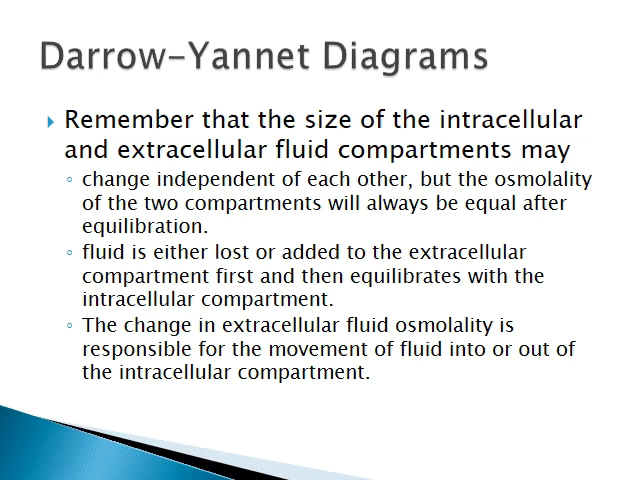 Darrow-Yannet Diagrams
Remember that the size of the intracellular
and extracellular fluid compartments may
change independent of each other, but the osmolality
of the two compartments will always be equal after
equilibration.
fluid is either lost or added to the extracellular
compartment first and then equilibrates with the
intracellular compartment.
The change in extracellular fluid osmolality is
responsible for the movement of fluid into or out of
the intracellular compartment.